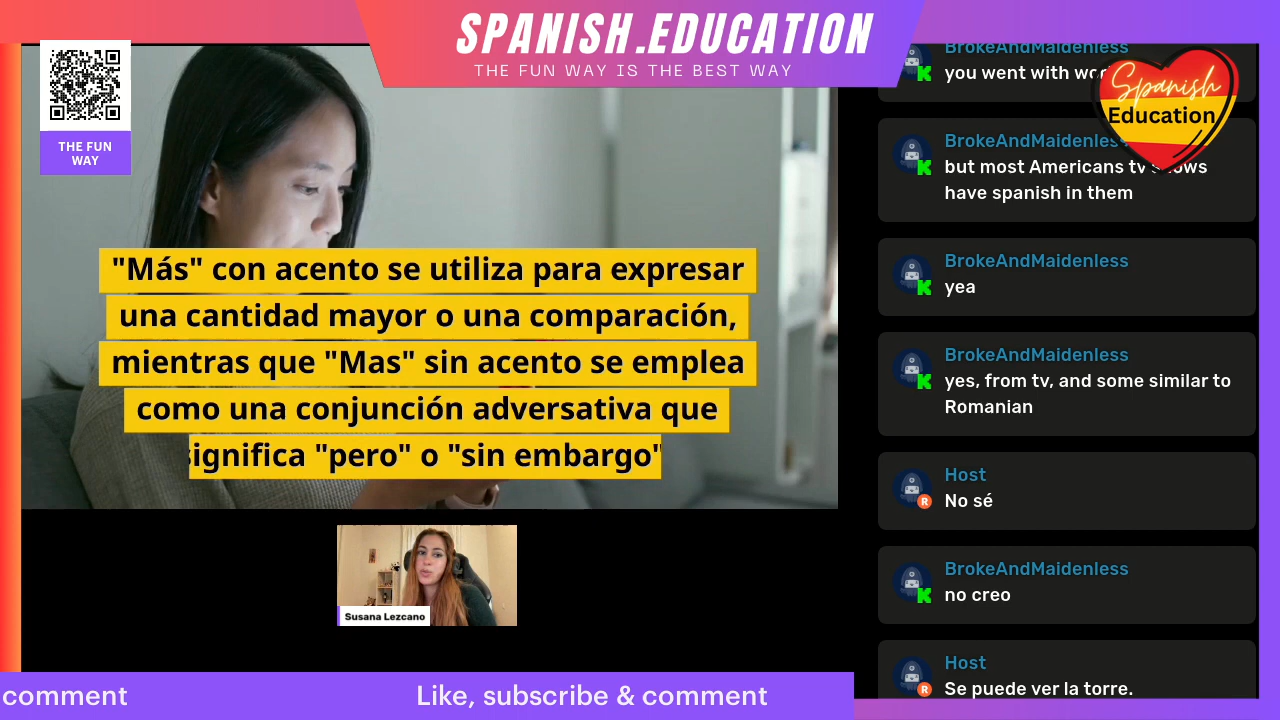 SPANISH.EDUCATION
THE FUN WAY IS THE BEST WAY
THE FUN
WAY
"Más" con acento se utiliza para expresar
una cantidad mayor o una comparación,
mientras que "Mas" sin acento se emplea
como una conjunción adversativa que
significa "pero" o "sin embargo"
Susana Lezcano
comment
Like, subscribe & comment
BrokeAndMaidenless
you went with
Spanish
Education
BrokeAndMaidenless
but most Americans tv shows
have spanish in them
BrokeAndMaidenless
yea
BrokeAndMaidenless
yes, from tv, and some similar to
Romanian
Host
No sé
BrokeAndMaidenless
no creo
Host
Se puede ver la torre.